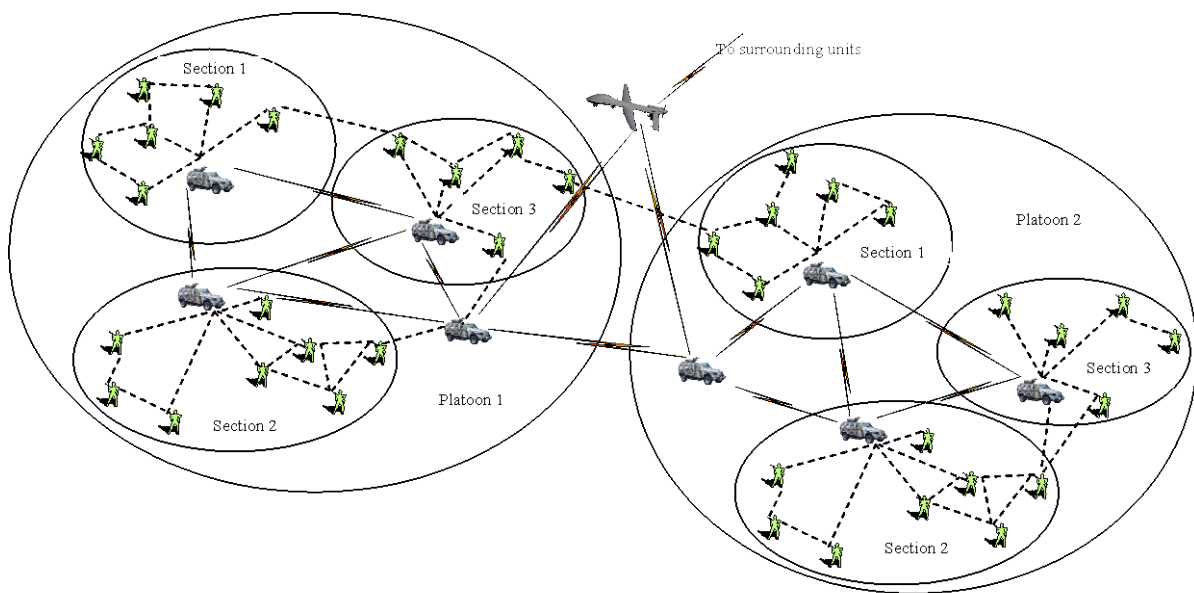 To surrounding units
Section 1
Section 3
Section 2
Platoon 1
Section 1
Platoon 2
Section 3
Section 2